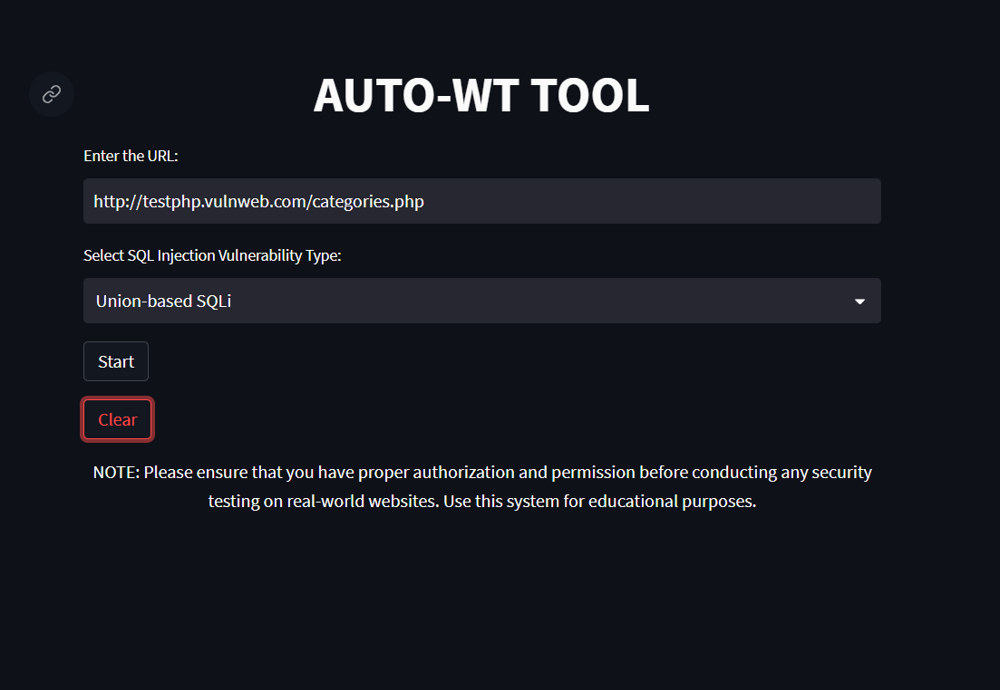 AUTO-WT TOOL
Enter the URL:
http://testphp.vulnweb.com/categories.php
Select SQL Injection Vulnerability Type:
Union-based SQLi
Start
Clear
NOTE: Please ensure that you have proper authorization and permission before conducting any security
testing on real-world websites. Use this system for educational purposes.